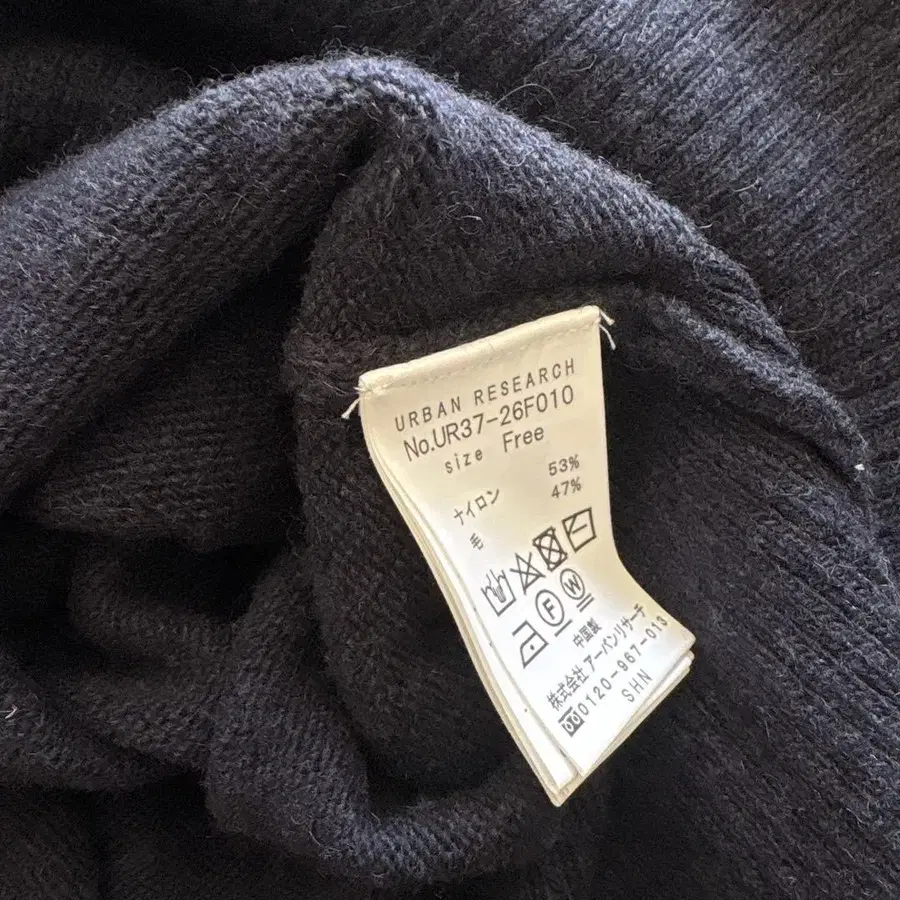 URBAN RESEARCH
No.UR37-26F010
size Free
ナイロン 53%
毛 47%
F W
中国製
株式会社 アーバンリサーチ
0120-967-013
SHN